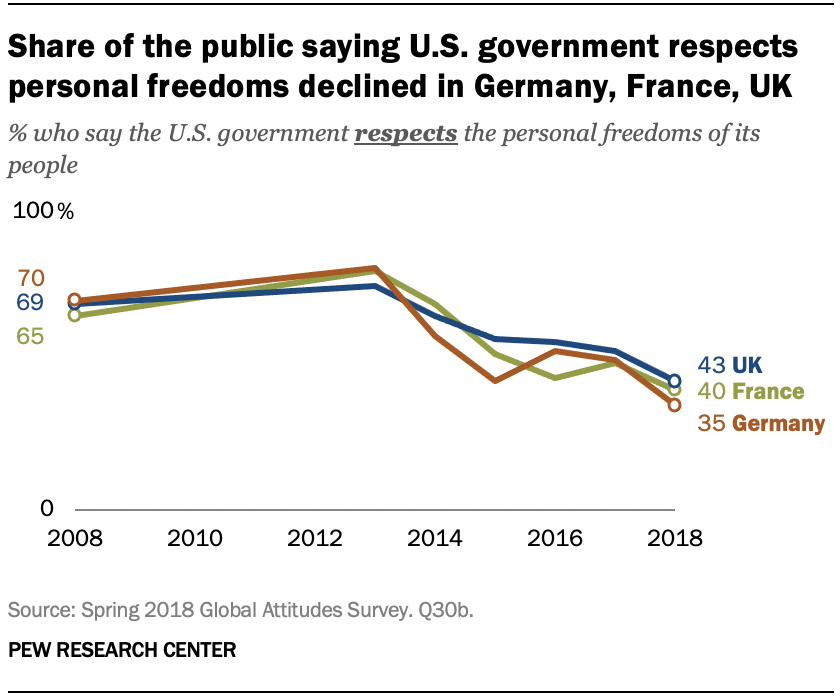 Share of the public saying U.S. government respects
personal freedoms declined in Germany, France, UK
% who say the U.S. government respects the personal freedoms of its
people
100%
70
69
65
43 UK
40 France
35 Germany
0
2008 2010 2012 2014 2016 2018
Source: Spring 2018 Global Attitudes Survey. Q30b.
PEW RESEARCH CENTER